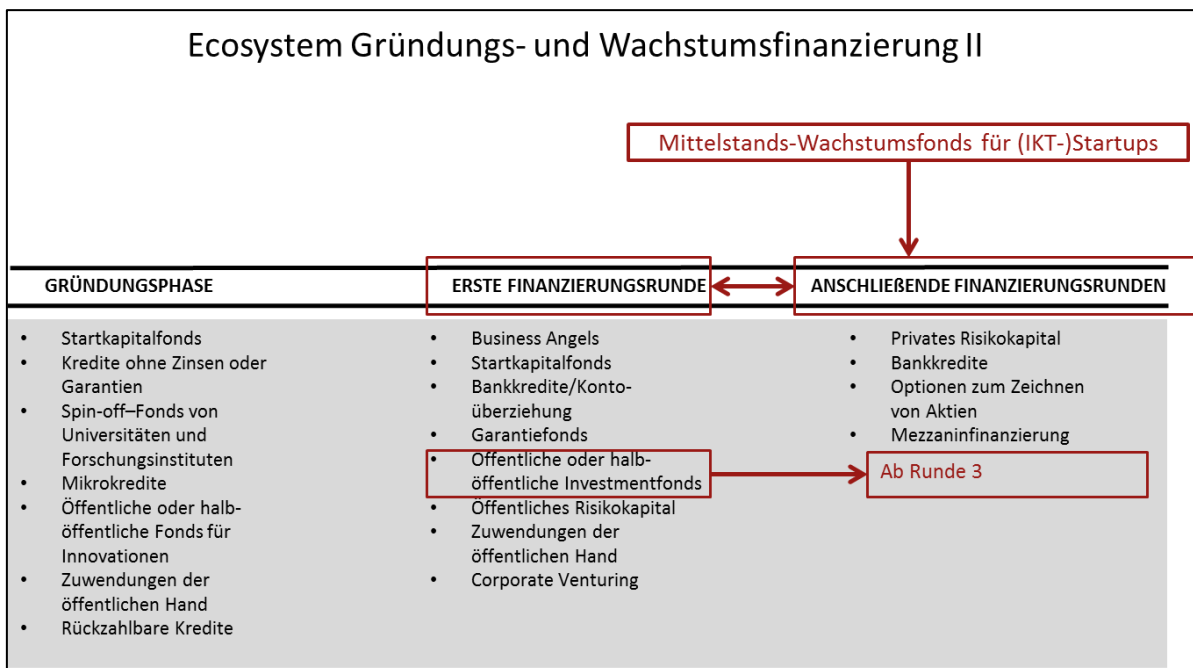 Ecosystem Gründungs- und Wachstumsfinanzierung II
Mittelstands-Wachstumsfonds für (IKT-)Startups
GRÜNDUNGSPHASE
ERSTE FINANZIERUNGSRUNDE
ANSCHLIEßENDE FINANZIERUNGSRUNDEN
• Startkapitalfonds
• Kredite ohne Zinsen oder
Garantien
• Spin-off–Fonds von
Universitäten und
Forschungsinstituten
• Mikrokredite
• Öffentliche oder halb-
öffentliche Fonds für
Innovationen
• Zuwendungen der
öffentlichen Hand
• Rückzahlbare Kredite
• Business Angels
• Startkapitalfonds
• Bankkredite/Konto-
überziehung
• Garantiefonds
• Öffentliche oder halb-
öffentliche Investmentfonds
• Öffentliches Risikokapital
• Zuwendungen der
öffentlichen Hand
• Corporate Venturing
• Privates Risikokapital
• Bankkredite
• Optionen zum Zeichnen
von Aktien
• Mezzaninfinanzierung
Ab Runde 3